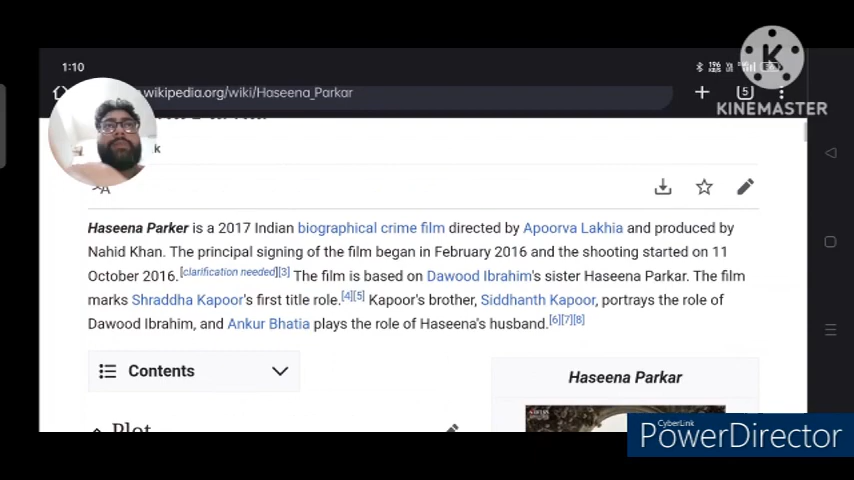 1:10
KINEMASTER
wikipedia.org/wiki/Haseena_Parkar
5
k
Haseena Parker is a 2017 Indian biographical crime film directed by Apoorva Lakhia and produced by
Nahid Khan. The principal signing of the film began in February 2016 and the shooting started on 11
October 2016.[clarification needed][3] The film is based on Dawood Ibrahim's sister Haseena Parkar. The film
marks Shraddha Kapoor's first title role.[4][5] Kapoor's brother, Siddhanth Kapoor, portrays the role of
Dawood Ibrahim, and Ankur Bhatia plays the role of Haseena's husband.[6][7][8]
Contents
Haseena Parkar
Plot
CyberLink
PowerDirector